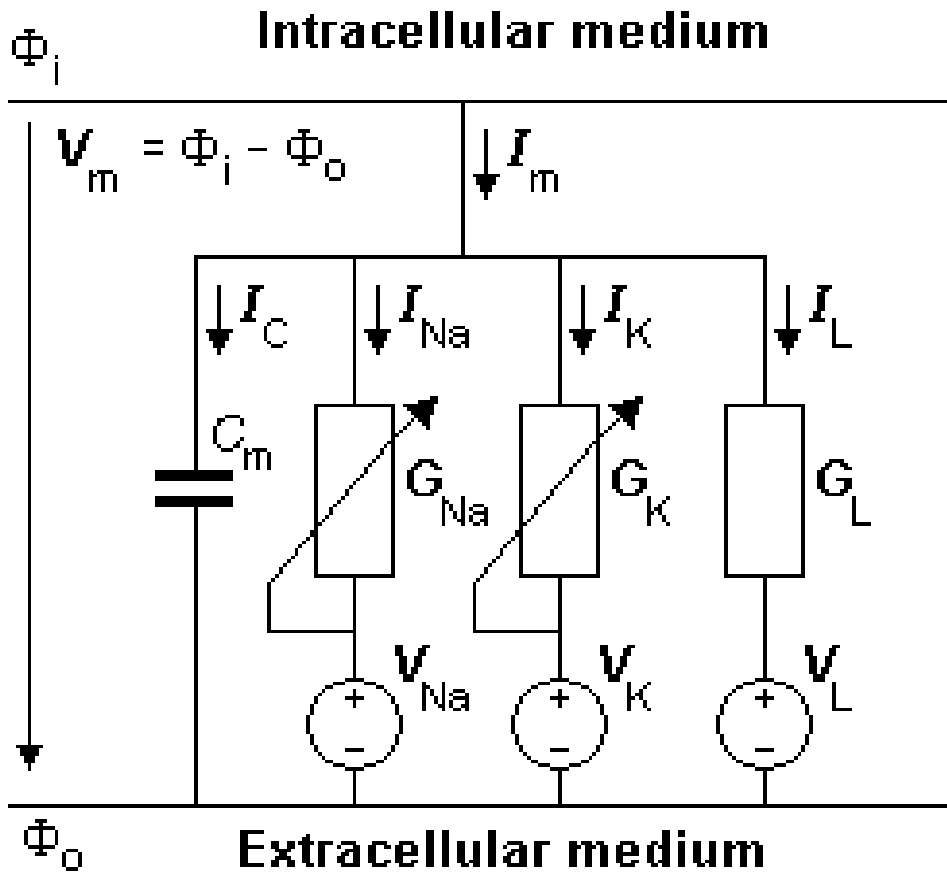 Intracellular medium
Φi
Vm = Φi - Φo
Im
IC
INa
IK
IL
Cm
GNa
GK
GL
VNa
VK
VL
+
+
+
−
−
−
Φo
Extracellular medium